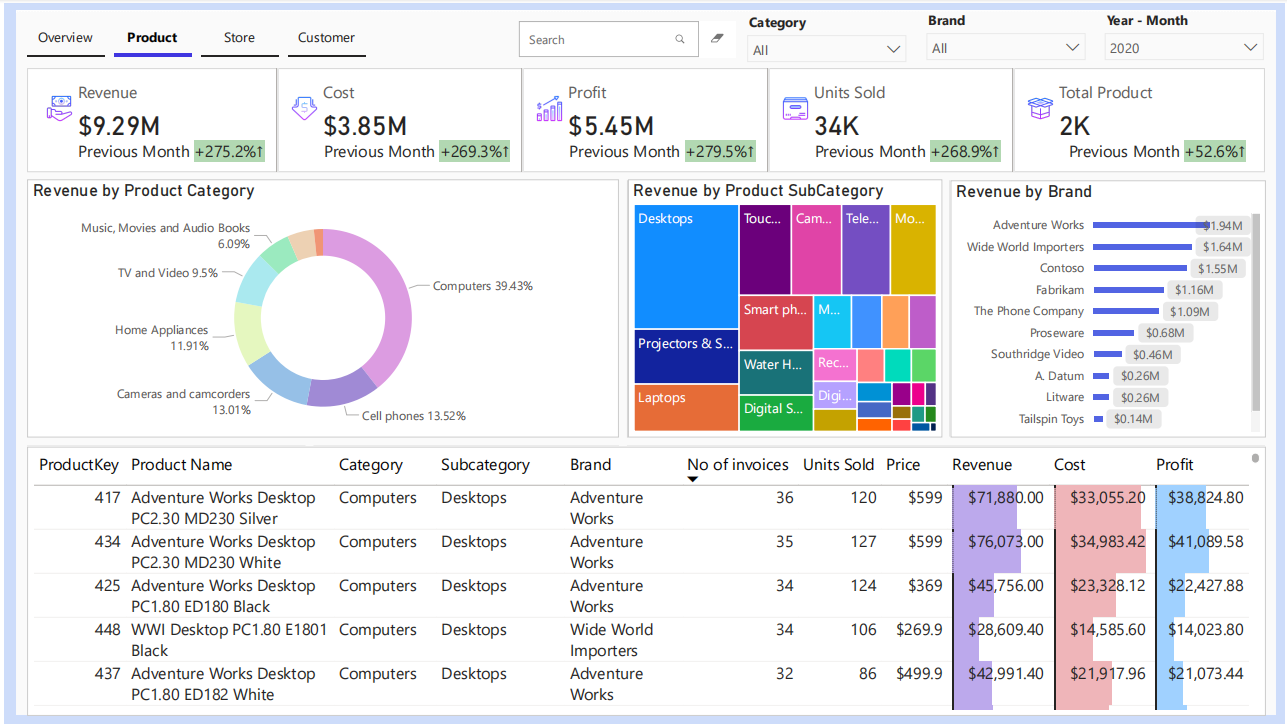 Overview
Product
Store
Customer
Search
Category
All
Brand
All
Year - Month
2020
Revenue
$9.29M
Previous Month +275.2%↑
Cost
$3.85M
Previous Month +269.3%↑
Profit
$5.45M
Previous Month +279.5%↑
Units Sold
34K
Previous Month +268.9%↑
Total Product
2K
Previous Month +52.6%↑
Revenue by Product Category
Music, Movies and Audio Books
6.09%
TV and Video 9.5%
Home Appliances
11.91%
Cameras and camcorders
13.01%
Computers 39.43%
Cell phones 13.52%
Revenue by Product SubCategory
Desktops
Projectors & S...
Laptops
Touc...
Cam...
Tele...
Mo...
Smart ph...
M...
Water H...
Rec...
Digital S...
Digi...
Revenue by Brand
Adventure Works $1.94M
Wide World Importers $1.64M
Contoso $1.55M
Fabrikam $1.16M
The Phone Company $1.09M
Proseware $0.68M
Southridge Video $0.46M
A. Datum $0.26M
Litware $0.26M
Tailspin Toys $0.14M
ProductKey Product Name Category Subcategory Brand No of invoices Units Sold Price Revenue Cost Profit
417 Adventure Works Desktop Computers Desktops Adventure 36 120 $599 $71,880.00 $33,055.20 $38,824.80
PC2.30 MD230 Silver Works
434 Adventure Works Desktop Computers Desktops Adventure 35 127 $599 $76,073.00 $34,983.42 $41,089.58
PC2.30 MD230 White Works
425 Adventure Works Desktop Computers Desktops Adventure 34 124 $369 $45,756.00 $23,328.12 $22,427.88
PC1.80 ED180 Black Works
448 WWI Desktop PC1.80 E1801 Computers Desktops Wide World 34 106 $269.9 $28,609.40 $14,585.60 $14,023.80
Black Importers
437 Adventure Works Desktop Computers Desktops Adventure 32 86 $499.9 $42,991.40 $21,917.96 $21,073.44
PC1.80 ED182 White Works